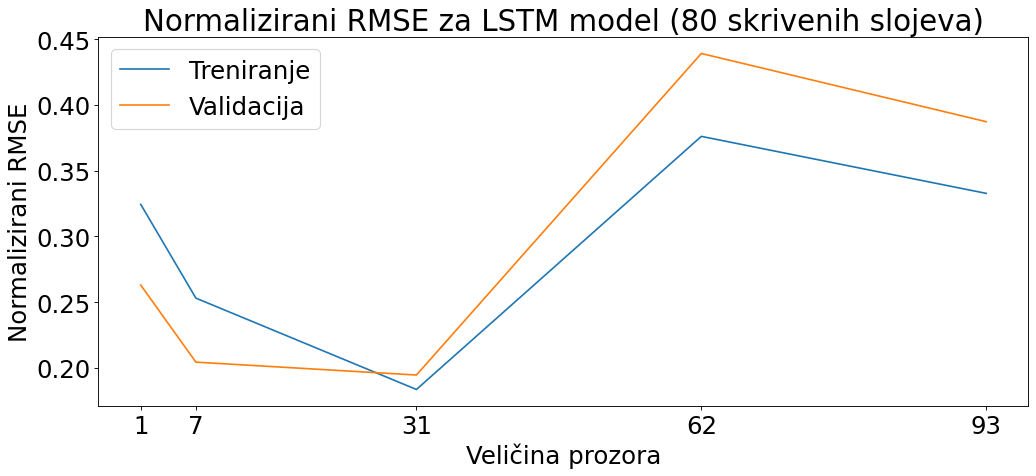 Normalizirani RMSE za LSTM model (80 skrivenih slojeva)
Treniranje
Validacija
Normalizirani RMSE
0.45
0.40
0.35
0.30
0.25
0.20
1 7 31 62 93
Veličina prozora